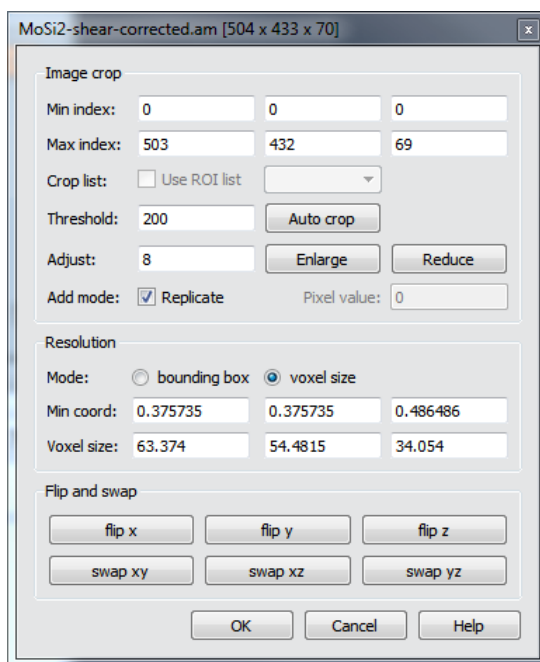 MoSi2-shear-corrected.am [504 x 433 x 70]
x
Image crop
Min index: 0 0 0
Max index: 503 432 69
Crop list: Use ROI list
Threshold: 200 Auto crop
Adjust: 8 Enlarge Reduce
Add mode: Replicate Pixel value: 0
Resolution
Mode: bounding box voxel size
Min coord: 0.375735 0.375735 0.486486
Voxel size: 63.374 54.4815 34.054
Flip and swap
flip x flip y flip z
swap xy swap xz swap yz
OK Cancel Help